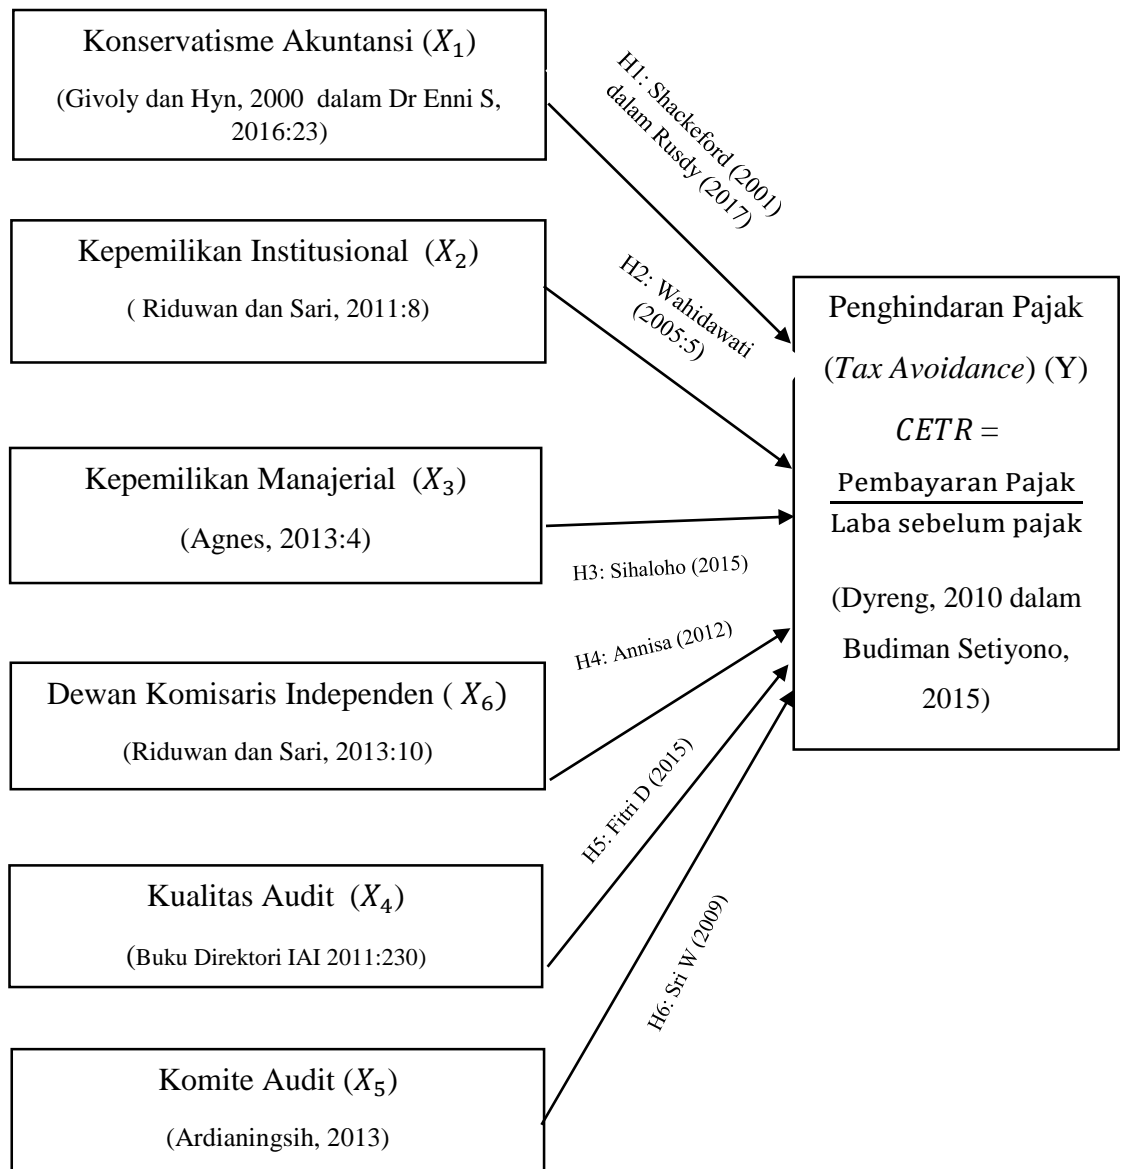 Konservatisme Akuntansi (𝑋₁)
(Givoly dan Hyn, 2000 dalam Dr Enni S,
2016:23)
H1: Shackeford (2001)
dalam Rusdy (2017)
Kepemilikan Institusional (𝑋₂)
( Riduwan dan Sari, 2011:8)
H2: Wahidawati
(2005:5)
Kepemilikan Manajerial (𝑋₃)
(Agnes, 2013:4)
H3: Sihaloho (2015)
H4: Annisa (2012)
Dewan Komisaris Independen ( 𝑋₆)
(Riduwan dan Sari, 2013:10)
H5: Fitri D (2015)
Kualitas Audit (𝑋₄)
(Buku Direktori IAI 2011:230)
H6: Sri W (2009)
Komite Audit (𝑋₅)
(Ardianingsih, 2013)
Penghindaran Pajak
(Tax Avoidance) (Y)
𝐶𝐸𝑇𝑅 =
Pembayaran Pajak
Laba sebelum pajak
(Dyreng, 2010 dalam
Budiman Setiyono,
2015)